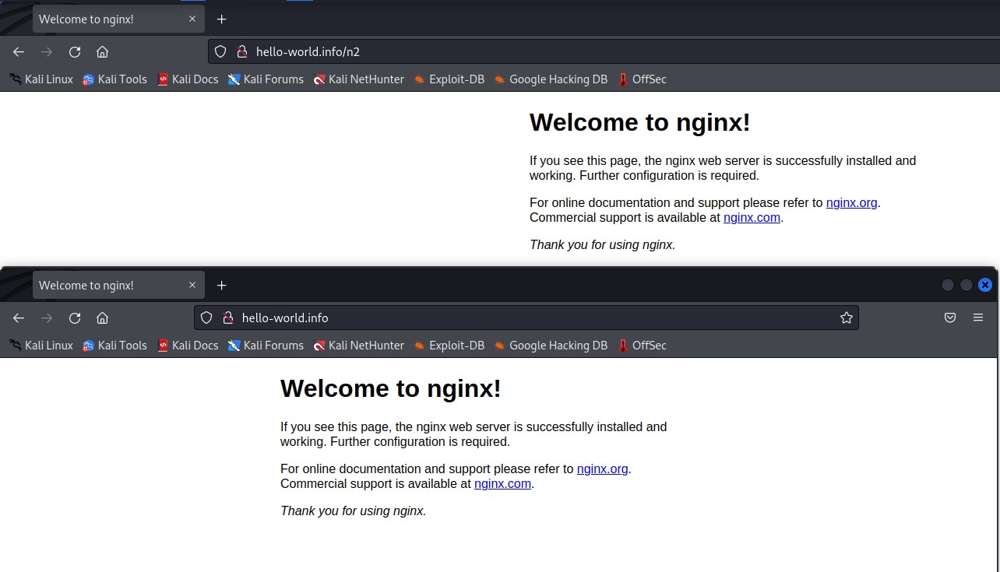 Welcome to nginx!
hello-world.info/n2
Kali Linux Kali Tools Kali Docs Kali Forums Kali NetHunter Exploit-DB Google Hacking DB OffSec
Welcome to nginx!
If you see this page, the nginx web server is successfully installed and
working. Further configuration is required.
For online documentation and support please refer to nginx.org.
Commercial support is available at nginx.com.
Thank you for using nginx.
Welcome to nginx!
hello-world.info
Kali Linux Kali Tools Kali Docs Kali Forums Kali NetHunter Exploit-DB Google Hacking DB OffSec
Welcome to nginx!
If you see this page, the nginx web server is successfully installed and
working. Further configuration is required.
For online documentation and support please refer to nginx.org.
Commercial support is available at nginx.com.
Thank you for using nginx.